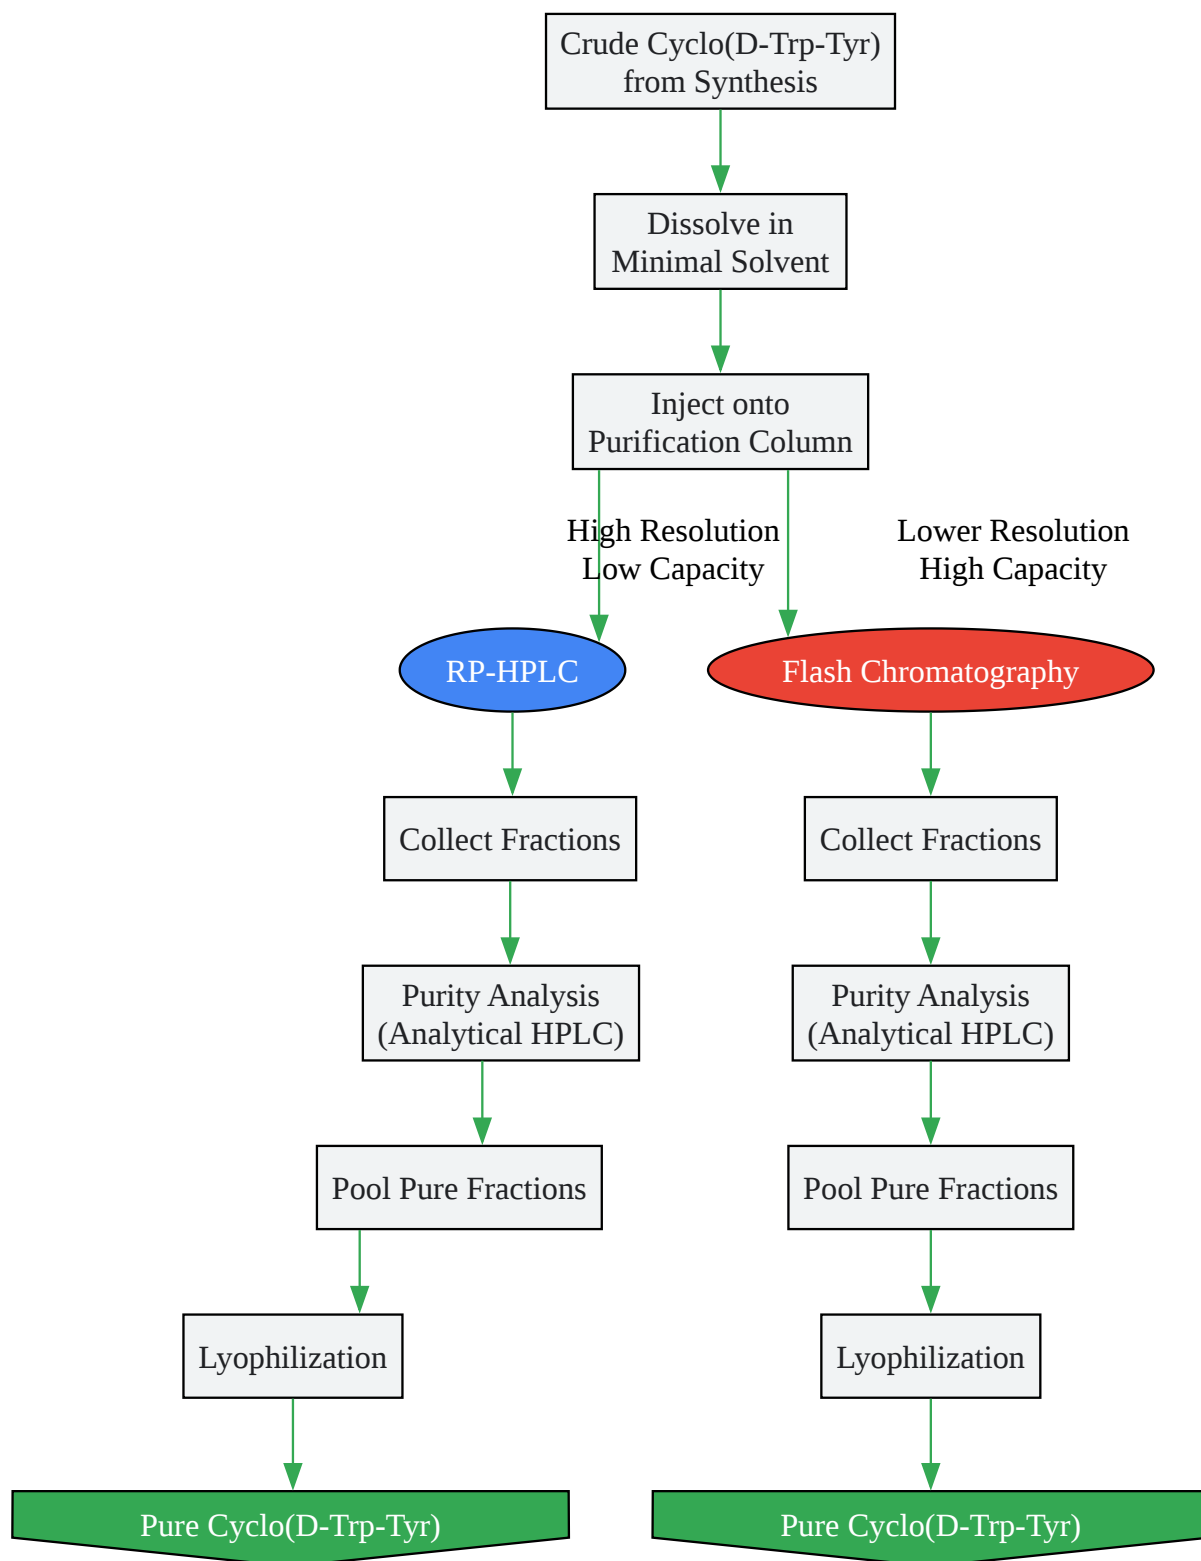 Crude Cyclo(D-Trp-Tyr)
from Synthesis
Dissolve in
Minimal Solvent
Inject onto
Purification Column
High Resolution
Low Capacity
Lower Resolution
High Capacity
RP-HPLC
Flash Chromatography
Collect Fractions
Collect Fractions
Purity Analysis
(Analytical HPLC)
Purity Analysis
(Analytical HPLC)
Pool Pure Fractions
Pool Pure Fractions
Lyophilization
Lyophilization
Pure Cyclo(D-Trp-Tyr)
Pure Cyclo(D-Trp-Tyr)